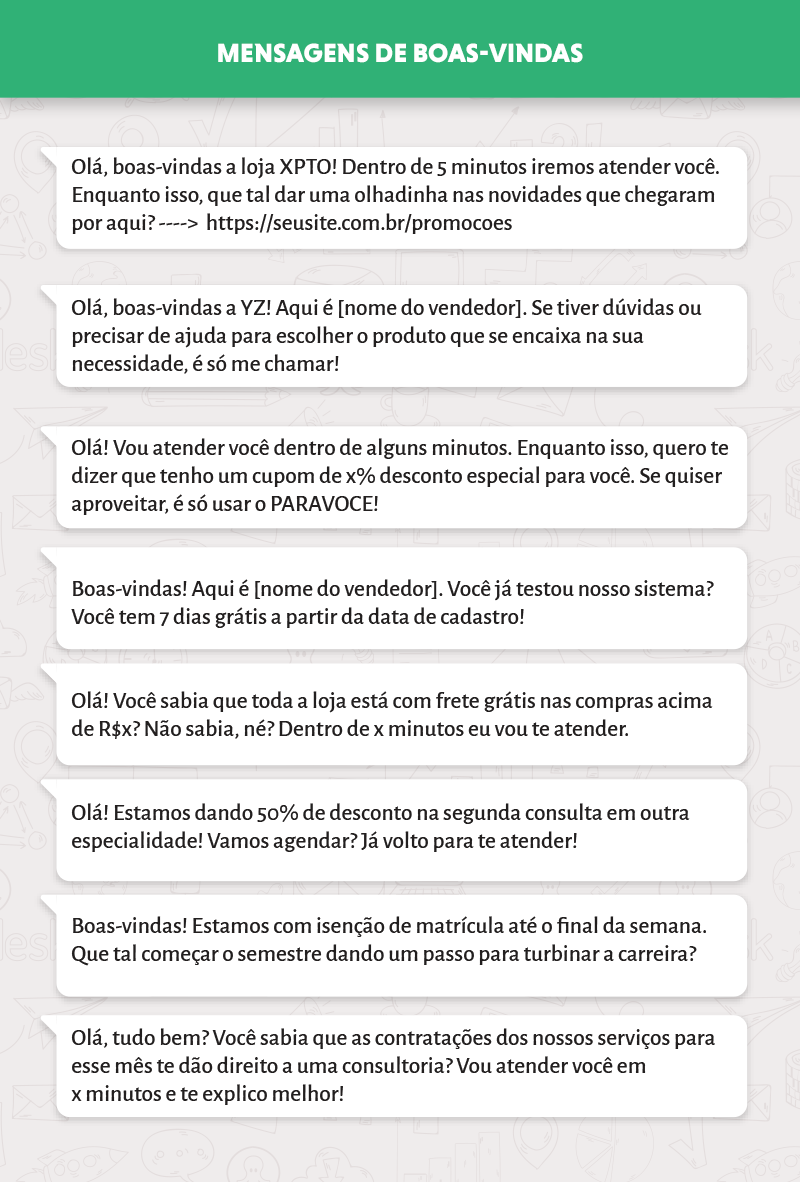 MENSAGENS DE BOAS-VINDAS
Olá, boas-vindas a loja XPTO! Dentro de 5 minutos iremos atender você.
Enquanto isso, que tal dar uma olhadinha nas novidades que chegaram
por aqui? ----> https://seusite.com.br/promocoes
Olá, boas-vindas a YZ! Aqui é [nome do vendedor]. Se tiver dúvidas ou
precisar de ajuda para escolher o produto que se encaixa na sua
necessidade, é só me chamar!
Olá! Vou atender você dentro de alguns minutos. Enquanto isso, quero te
dizer que tenho um cupom de x% desconto especial para você. Se quiser
aproveitar, é só usar o PARAVOCE!
Boas-vindas! Aqui é [nome do vendedor]. Você já testou nosso sistema?
Você tem 7 dias grátis a partir da data de cadastro!
Olá! Você sabia que toda a loja está com frete grátis nas compras acima
de R$x? Não sabia, né? Dentro de x minutos eu vou te atender.
Olá! Estamos dando 50% de desconto na segunda consulta em outra
especialidade! Vamos agendar? Já volto para te atender!
Boas-vindas! Estamos com isenção de matrícula até o final da semana.
Que tal começar o semestre dando um passo para turbinar a carreira?
Olá, tudo bem? Você sabia que as contratações dos nossos serviços para
esse mês te dão direito a uma consultoria? Vou atender você em
x minutos e te explico melhor!